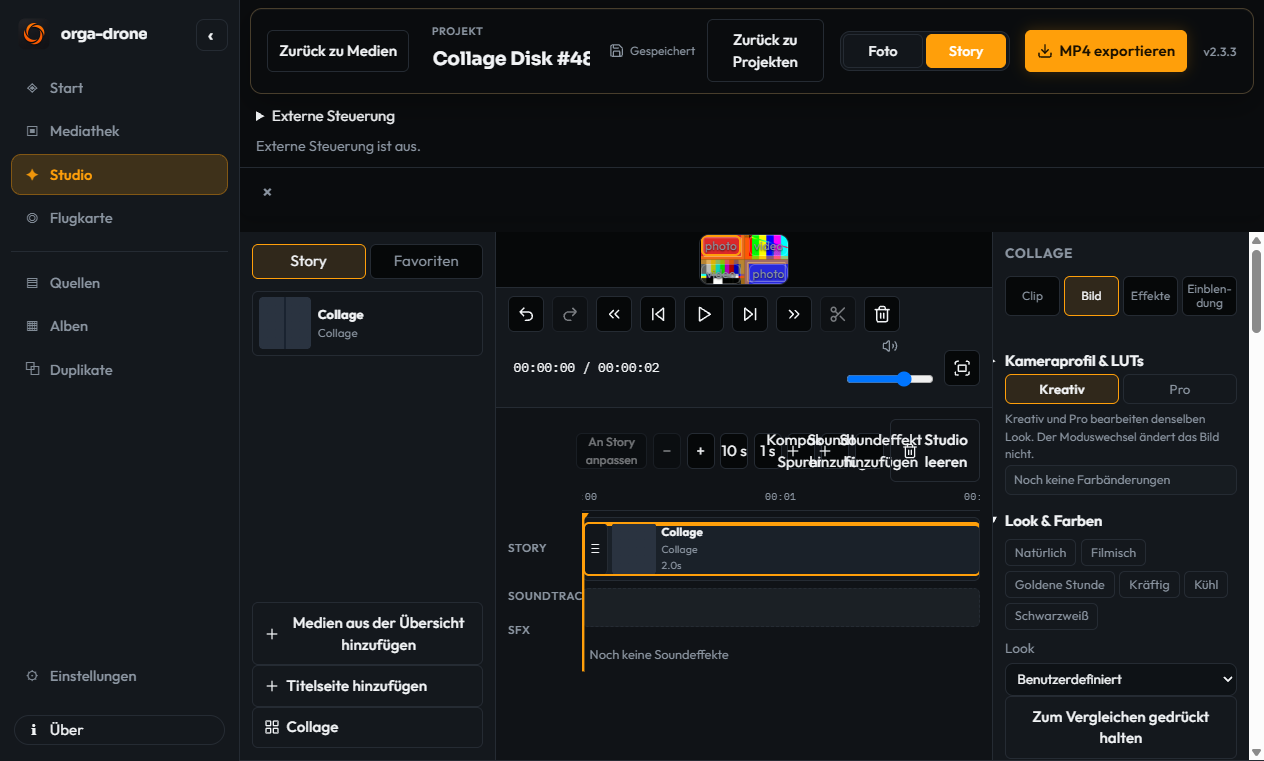 orga-drone
Start
Mediathek
Studio
Flugkarte
Quellen
Alben
Duplikate
Einstellungen
Über
Zurück zu Medien
PROJEKT
Collage Disk #48
Gespeichert
Zurück zu
Projekten
Foto
Story
MP4 exportieren
v2.3.3
Externe Steuerung
Externe Steuerung ist aus.
Story
Favoriten
Collage
Collage
Medien aus der Übersicht
hinzufügen
Titelseite hinzufügen
Collage
photo
video
video
photo
00:00:00 / 00:00:02
An Story
anpassen
10 s
1 s
Soundeffekt
hinzufügen
Studio
leeren
00
00:01
00:
STORY
Collage
Collage
2.0s
SOUNDTRAC
SFX
Noch keine Soundeffekte
COLLAGE
Clip
Bild
Effekte
Einblen-
dung
Kameraprofil & LUTs
Kreativ
Pro
Kreativ und Pro bearbeiten denselben
Look. Der Moduswechsel ändert das Bild
nicht.
Noch keine Farbänderungen
Look & Farben
Natürlich
Filmisch
Goldene Stunde
Kräftig
Kühl
Schwarzweiß
Look
Benutzerdefiniert
Zum Vergleichen gedrückt
halten